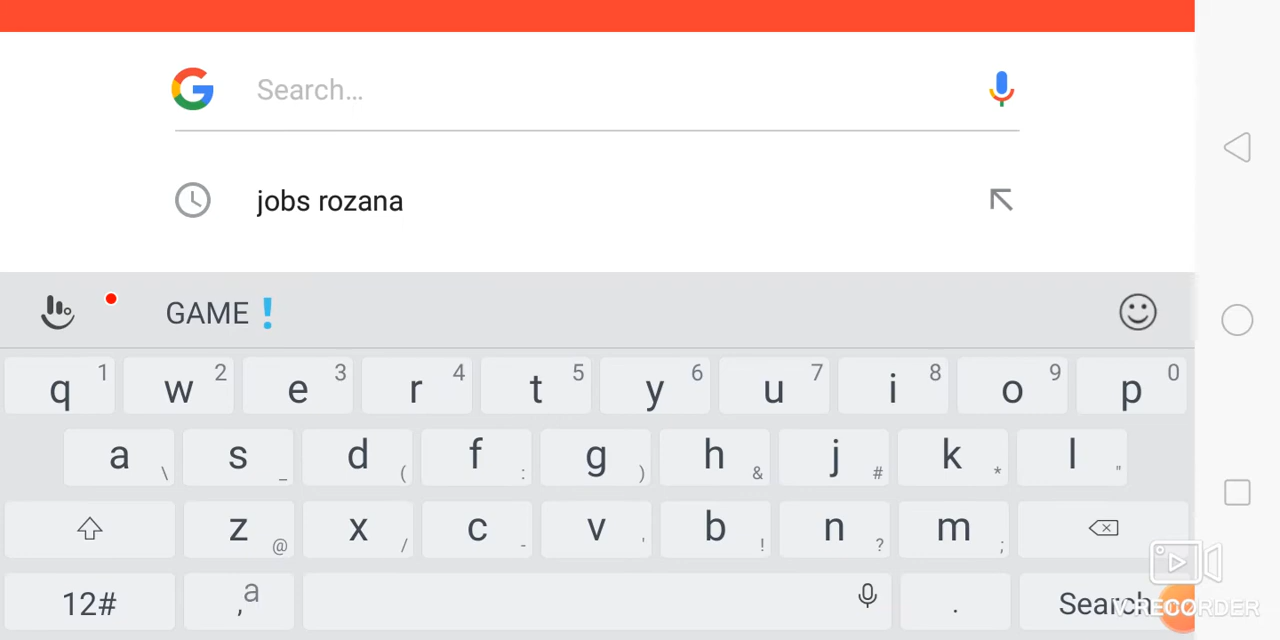 Search...
jobs rozana
GAME❗
q 1 w 2 e 3 r 4 t 5 y 6 u 7 i 8 o 9 p 0
a \ s _ d ( f : g ) h & j # k * l "
z @ x / c - v ' b ! n ? m ;
12# , a . Search
V RECORDER